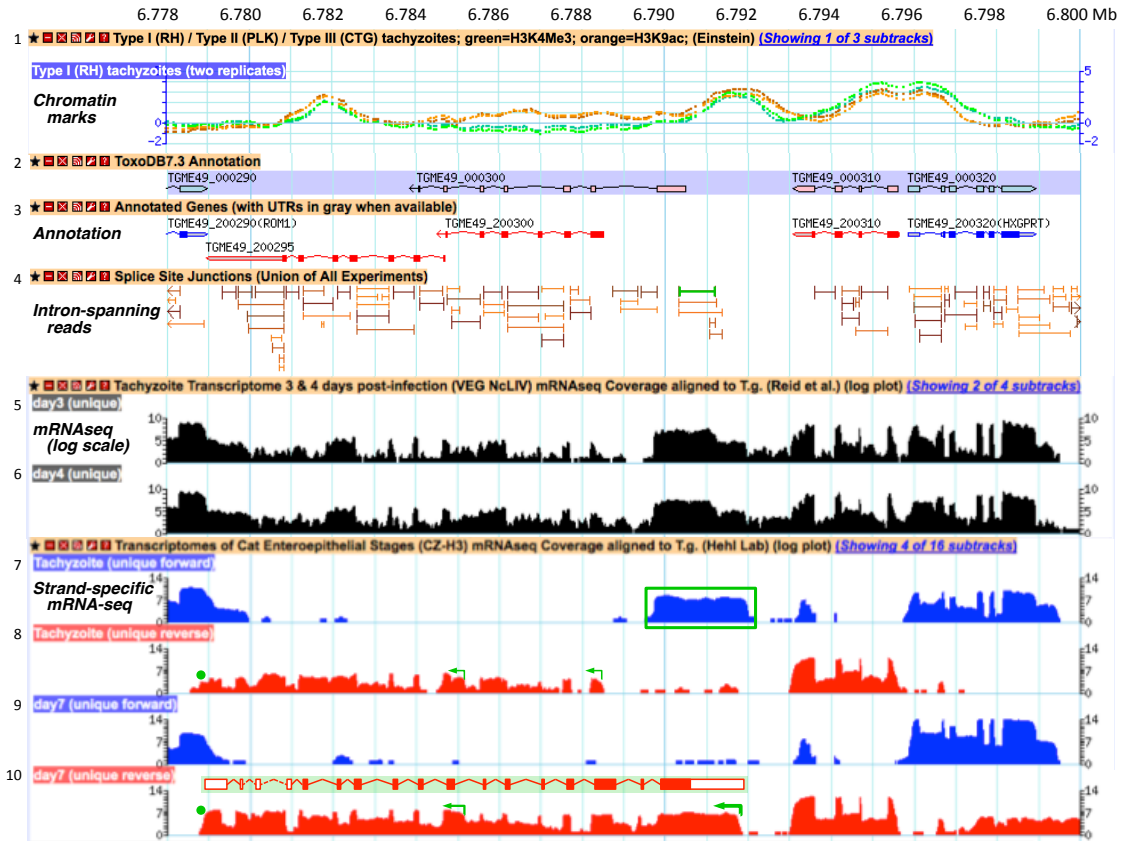 6.778 6.780 6.782 6.784 6.786 6.788 6.790 6.792 6.794 6.796 6.798 6.800 Mb
1 ★ Type I (RH) / Type II (PLK) / Type III (CTG) tachyzoites; green=H3K4Me3; orange=H3K9ac; (Einstein) (Showing 1 of 3 subtracks)
Type I (RH) tachyzoites (two replicates)
5
Chromatin
marks
0 0
-2 -2
2 ★ ToxoDB7.3 Annotation
TGME49_000290 TGME49_000300 TGME49_000310 TGME49_000320
3 ★ Annotated Genes (with UTRs in gray when available)
TGME49_200290(ROM1) TGME49_200300 TGME49_200310 TGME49_200320(HXGPRT)
Annotation
TGME49_200295
4 ★ Splice Site Junctions (Union of All Experiments)
Intron-spanning
reads
★ Tachyzoite Transcriptome 3 & 4 days post-infection (VEG NcLIV) mRNAseq Coverage aligned to T.g. (Reid et al.) (log plot) (Showing 2 of 4 subtracks)
5 day3 (unique)
10 10
mRNAseq
(log scale)
5 5
0 0
6 day4 (unique)
10 10
5 5
0 0
★ Transcriptomes of Cat Enteroepithelial Stages (CZ-H3) mRNAseq Coverage aligned to T.g. (Hehl Lab) (log plot) (Showing 4 of 16 subtracks)
7 Tachyzoite (unique forward)
14 14
Strand-specific
mRNA-seq
7 7
0 0
8 Tachyzoite (unique reverse)
14 14
7 7
0 0
9 day7 (unique forward)
14 14
7 7
0 0
10 day7 (unique reverse)
14 14
7 7
0 0